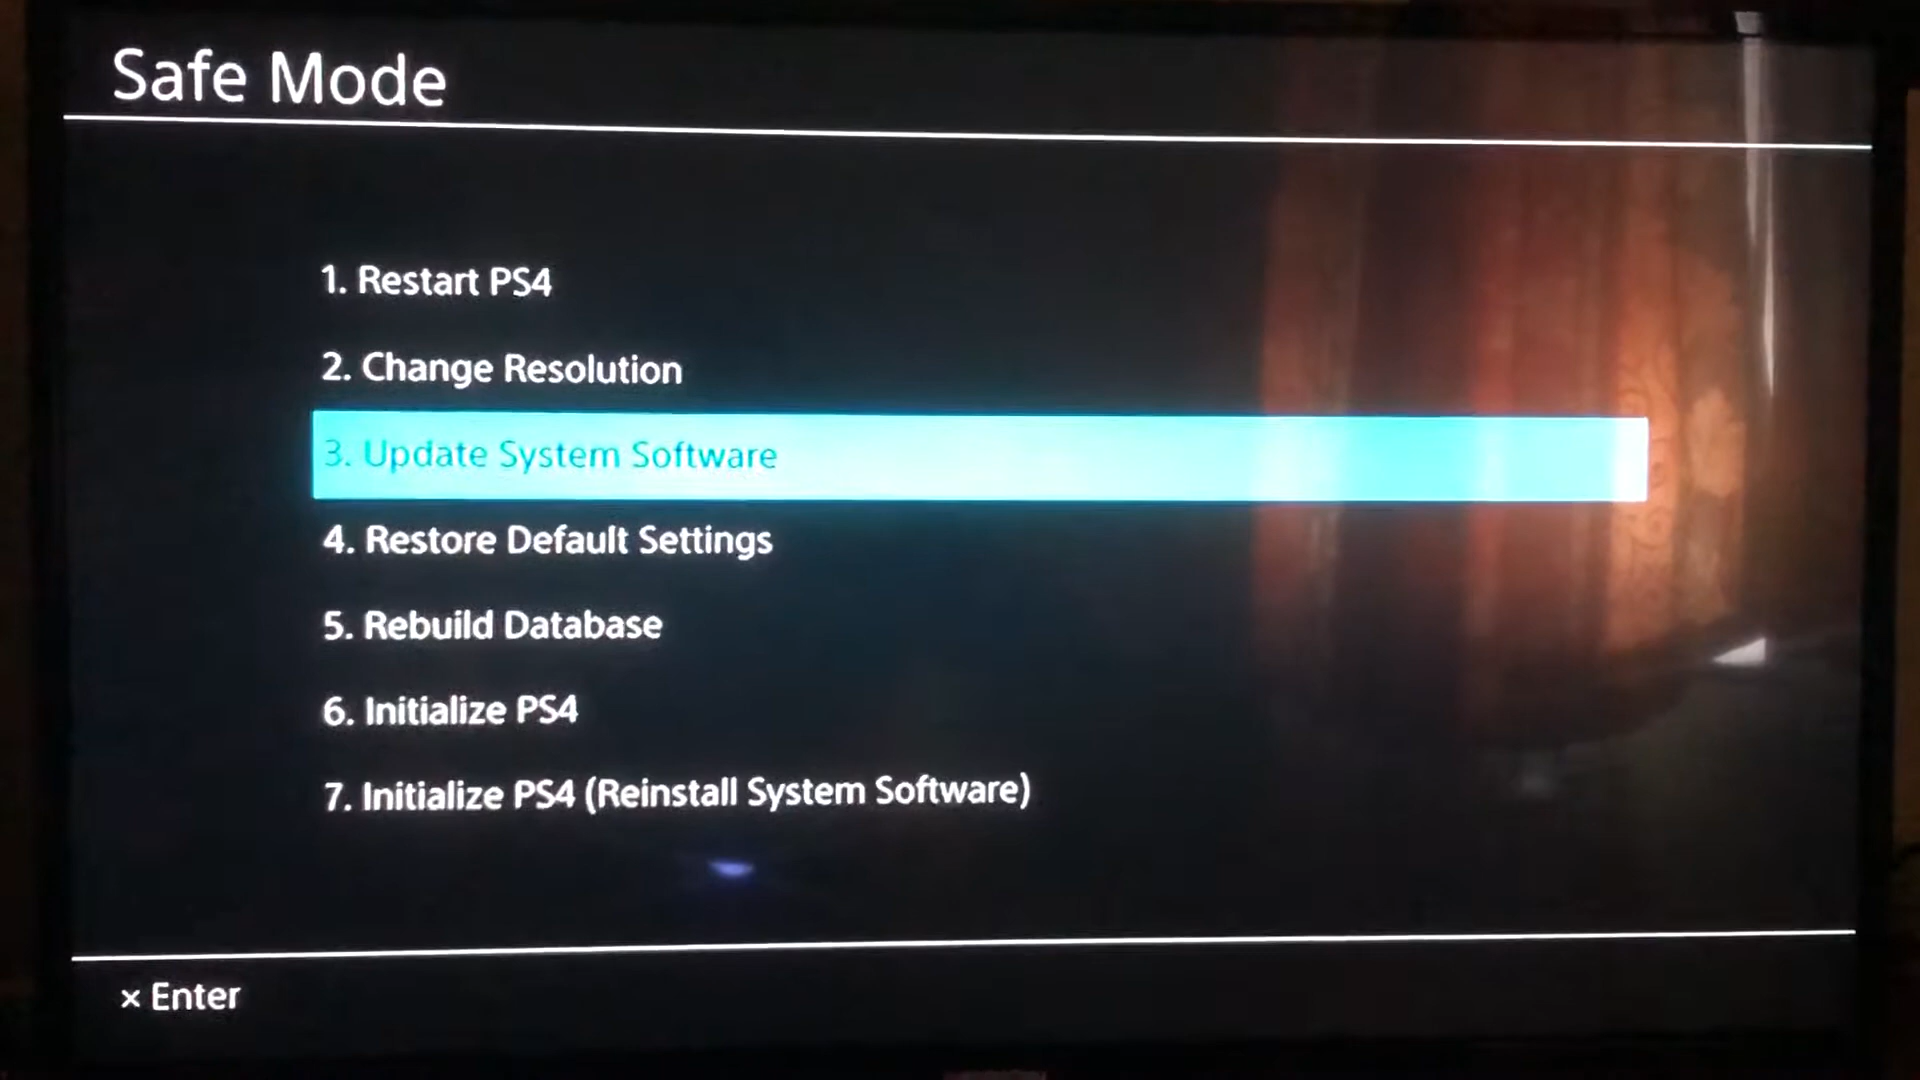 Safe Mode
1. Restart PS4
2. Change Resolution
3. Update System Software
4. Restore Default Settings
5. Rebuild Database
6. Initialize PS4
7. Initialize PS4 (Reinstall System Software)
× Enter